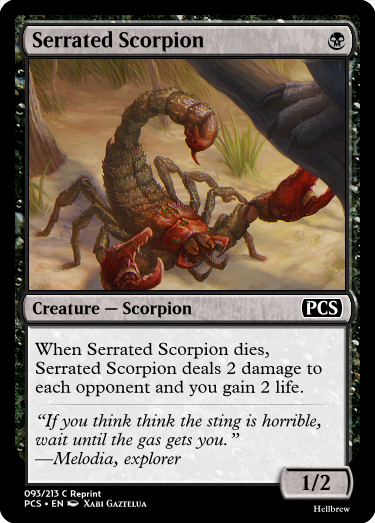 Serrated Scorpion
Creature — Scorpion
PCS
When Serrated Scorpion dies,
Serrated Scorpion deals 2 damage to
each opponent and you gain 2 life.
“If you think think the sting is horrible,
wait until the gas gets you.”
—Melodia, explorer
1/2
093/213 C Reprint
PCS • EN Xabi Gaztelua
Hellbrew